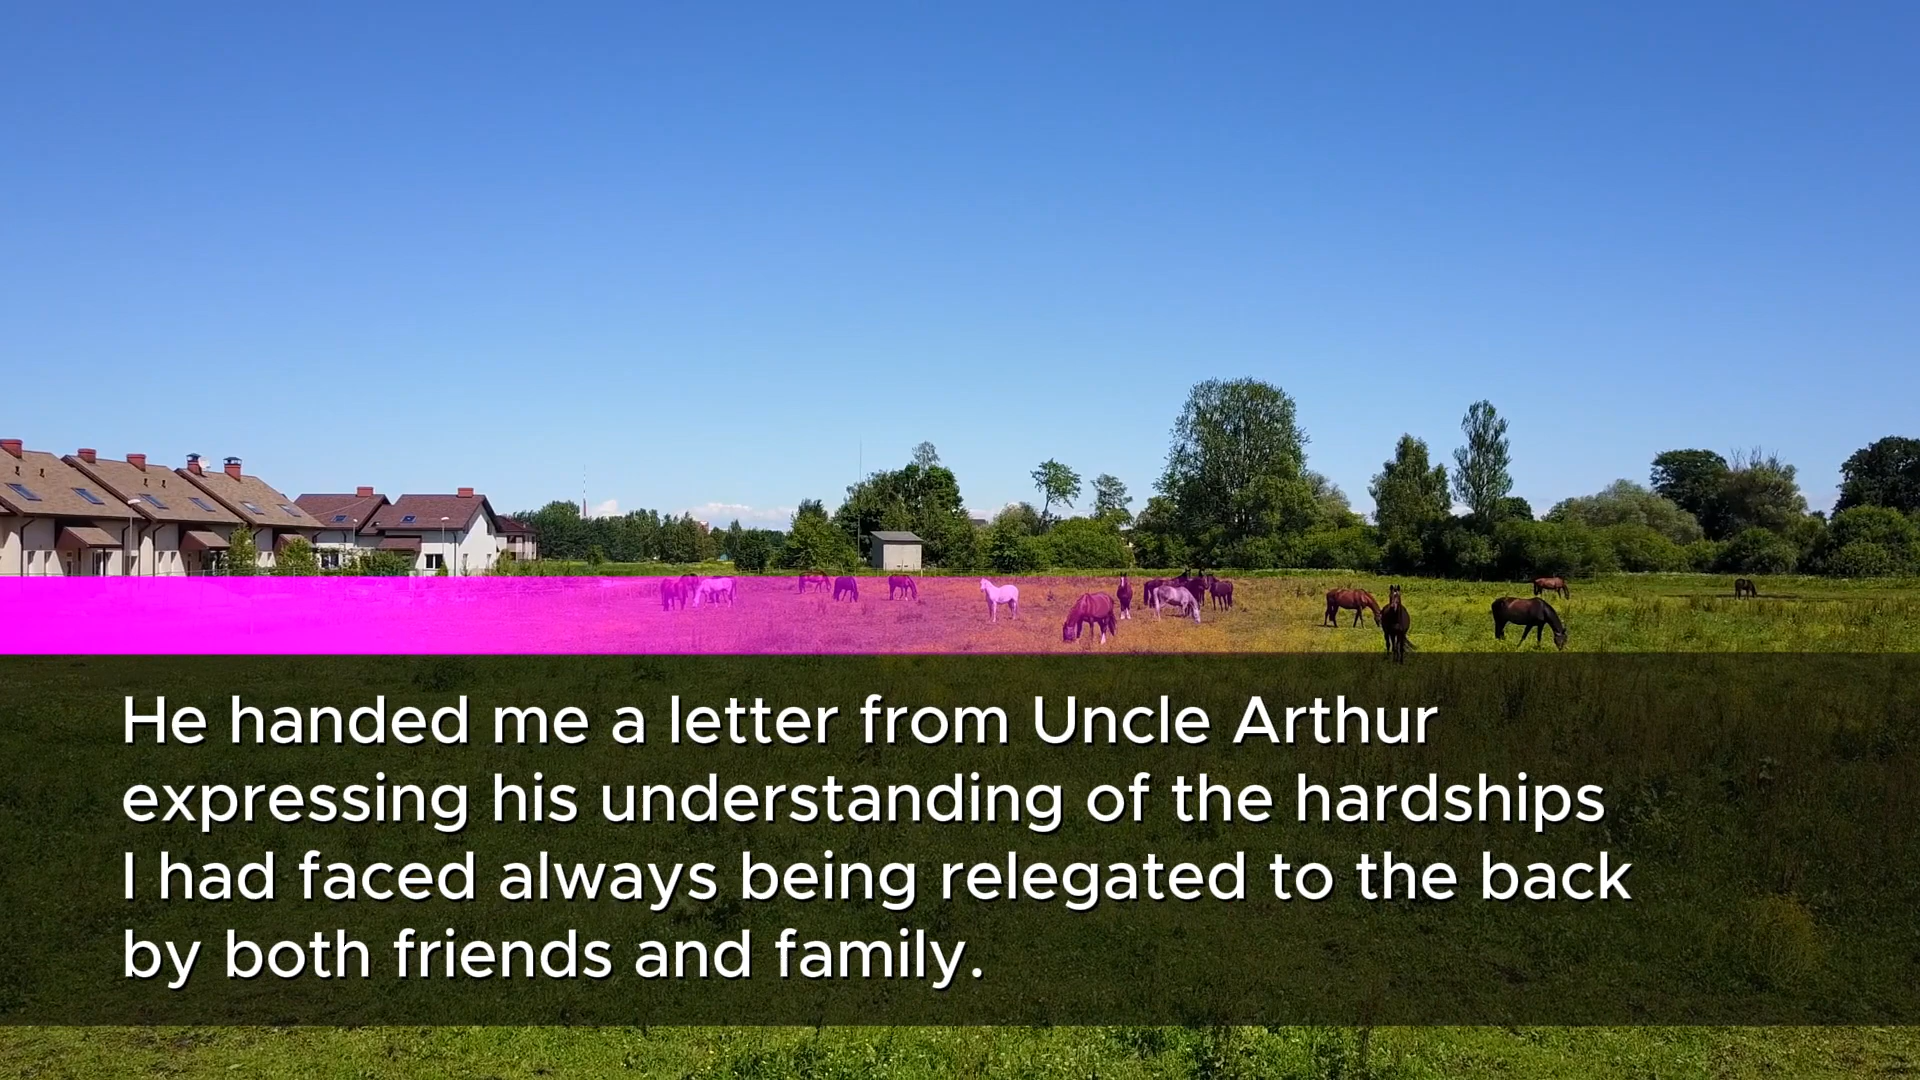 He handed me a letter from Uncle Arthur
expressing his understanding of the hardships
I had faced always being relegated to the back
by both friends and family.